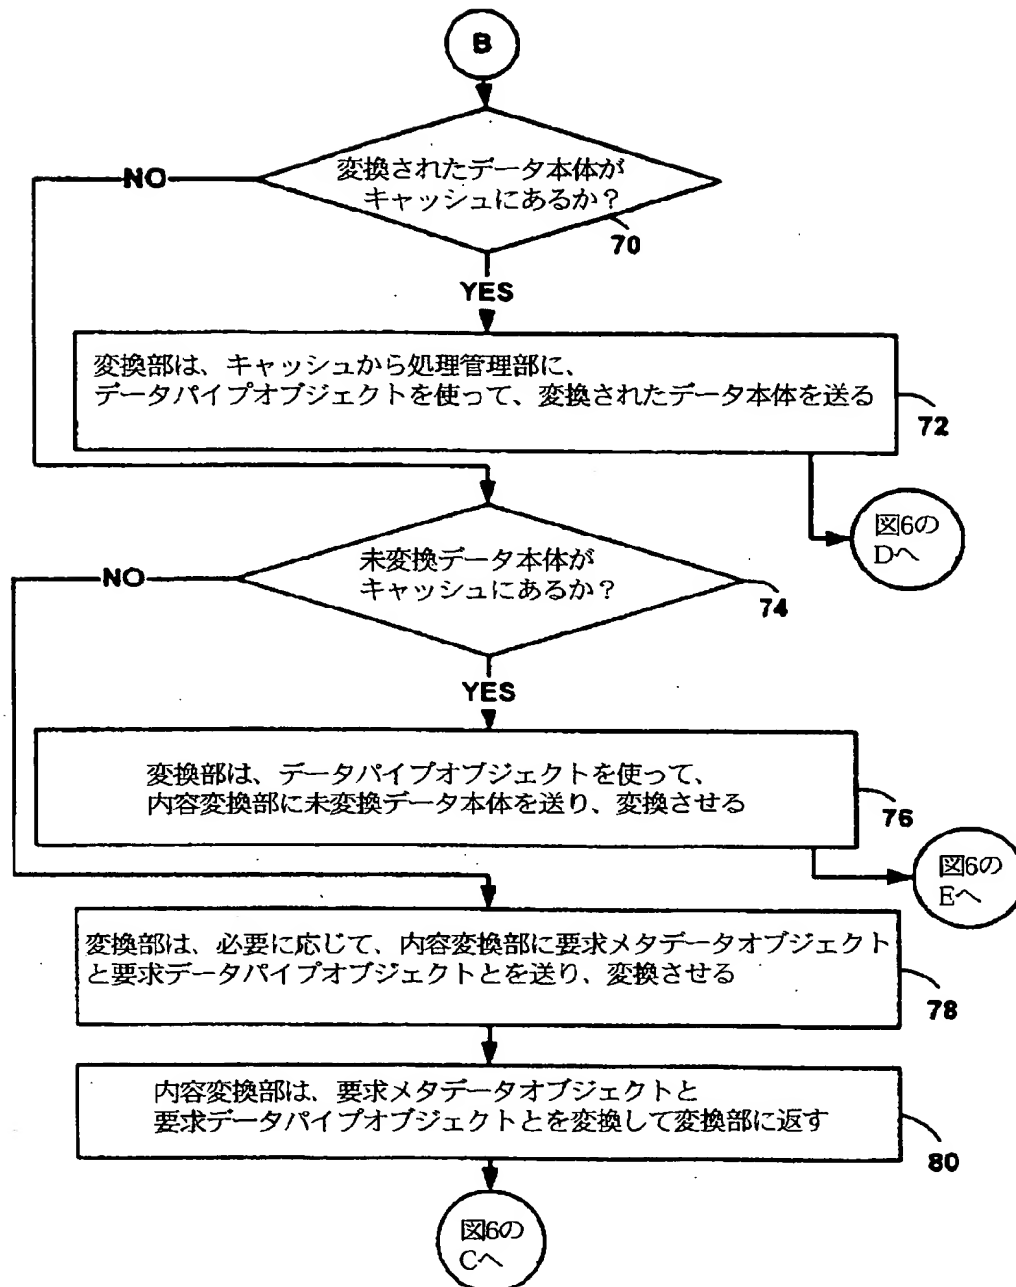 B
変換されたデータ本体が
キャッシュにあるか？
NO
70
YES
変換部は、キャッシュから処理管理部に、
データパイプオブジェクトを使って、変換されたデータ本体を送る
72
図6の
Dへ
未変換データ本体が
キャッシュにあるか？
NO
74
YES
変換部は、データパイプオブジェクトを使って、
内容変換部に未変換データ本体を送り、変換させる
76
図6の
Eへ
変換部は、必要に応じて、内容変換部に要求メタデータオブジェクト
と要求データパイプオブジェクトとを送り、変換させる
78
内容変換部は、要求メタデータオブジェクトと
要求データパイプオブジェクトとを変換して変換部に返す
80
図6の
Cへ